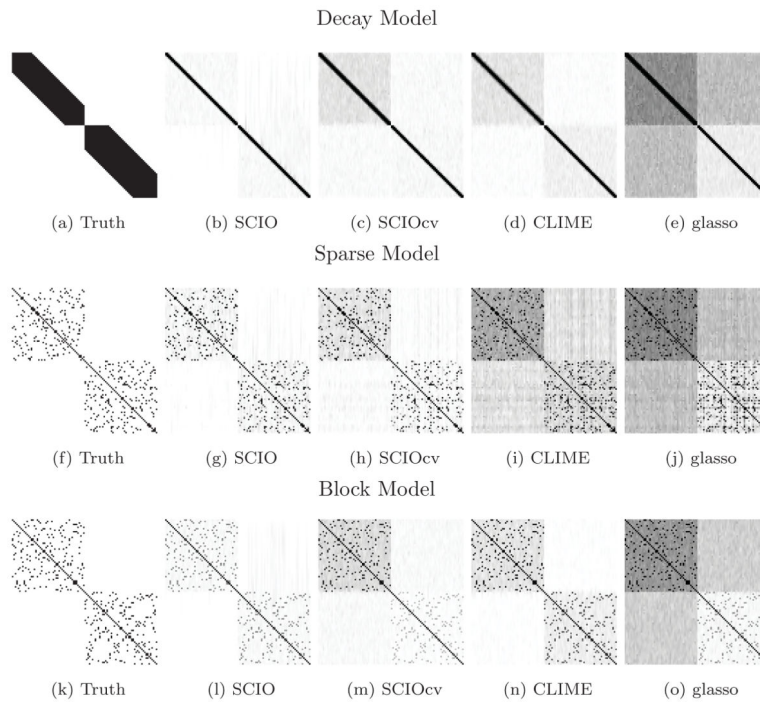 Decay Model
(a) Truth
(b) SCIO
(c) SCIOcv
(d) CLIME
(e) glasso
Sparse Model
(f) Truth
(g) SCIO
(h) SCIOcv
(i) CLIME
(j) glasso
Block Model
(k) Truth
(l) SCIO
(m) SCIOcv
(n) CLIME
(o) glasso